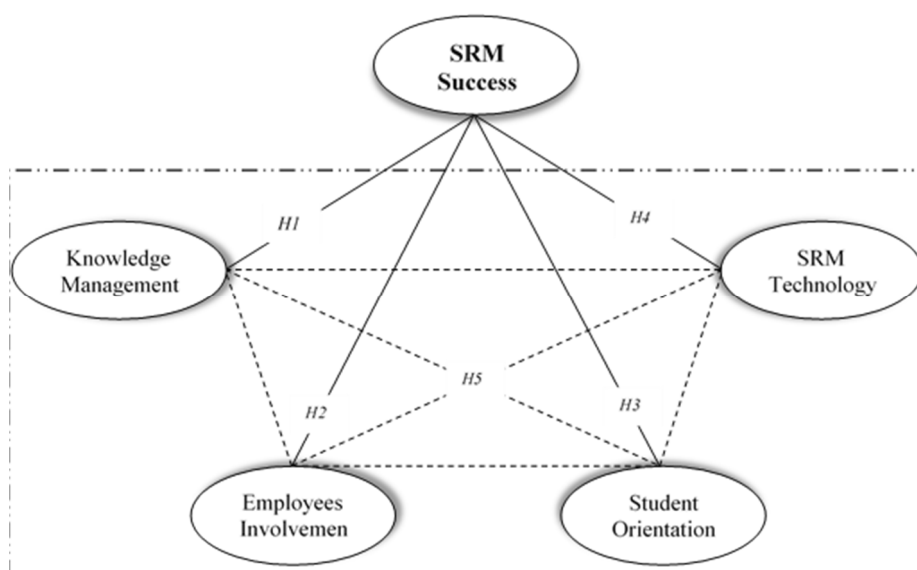 SRM
Success
H1
H4
Knowledge
Management
SRM
Technology
H5
H2
H3
Employees
Involvemen
Student
Orientation